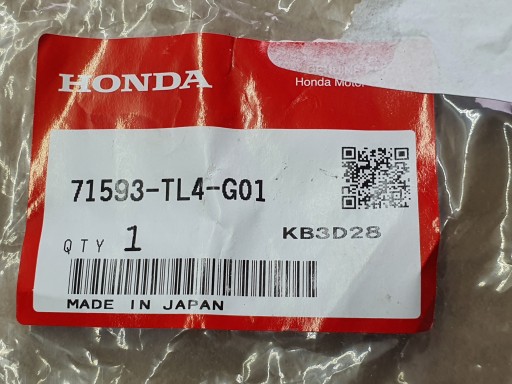 HONDA
Honda Motor
71593-TL4-G01
QTY 1
KB3D28
MADE IN JAPAN